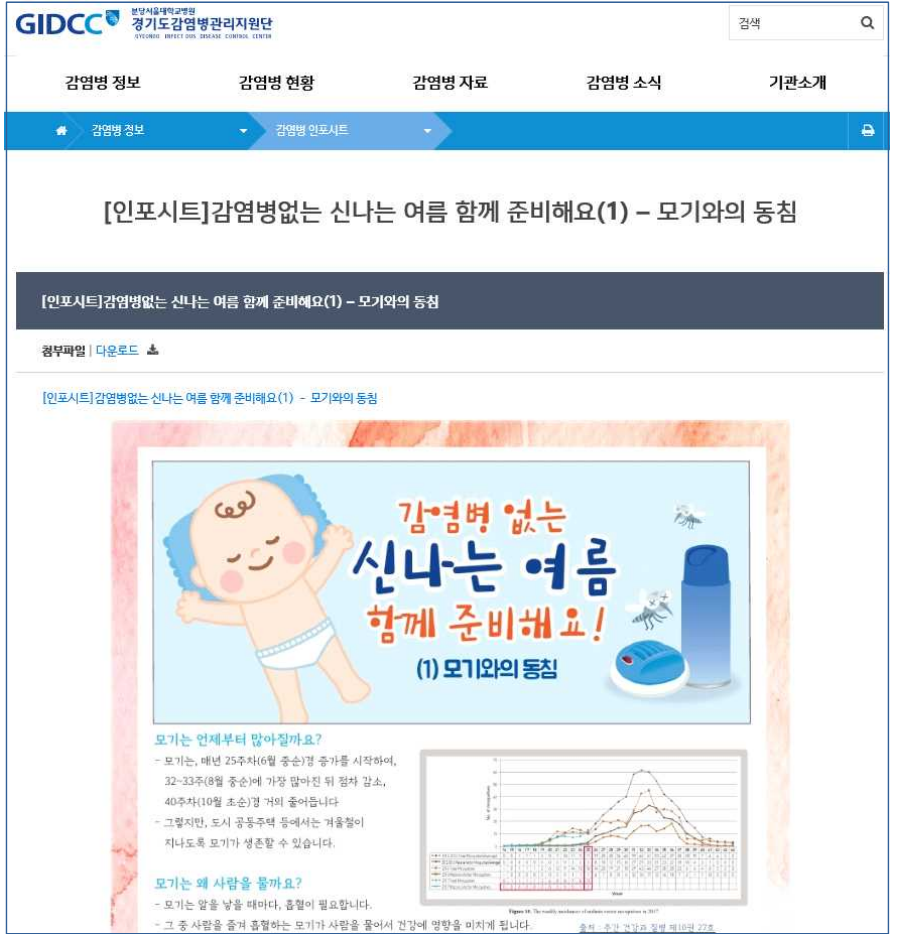 GIDCC 분당서울대학교병원
경기도감염병관리지원단
GYEONGGI INFECTIOUS DISEASE CONTROL CENTER
검색
감염병 정보 감염병 현황 감염병 자료 감염병 소식 기관소개
감염병 정보 감염병 인포시트
[인포시트]감염병없는 신나는 여름 함께 준비해요(1) – 모기와의 동침
[인포시트]감염병없는 신나는 여름 함께 준비해요(1) – 모기와의 동침
첨부파일 | 다운로드
[인포시트]감염병없는 신나는 여름 함께 준비해요(1) - 모기와의 동침
감염병 없는
신나는 여름
함께 준비해요!
(1) 모기와의 동침
모기는 언제부터 많아질까요?
- 모기는, 매년 25주차(6월 중순)경 증가를 시작하여,
32~33주(8월 중순)에 가장 많아진 뒤 점차 감소,
40주차(10월 초순)경 거의 줄어듭니다
- 그렇지만, 도시 공동주택 등에서는 겨울철이
지나도록 모기가 생존할 수 있습니다.
모기는 왜 사람을 물까요?
- 모기는 알을 낳을 때마다, 흡혈이 필요합니다.
- 그 중 사람을 즐겨 흡혈하는 모기가 사람을 물어서 건강에 영향을 미치게 됩니다.
출처 : 주간 건강과 질병 제10권 27호